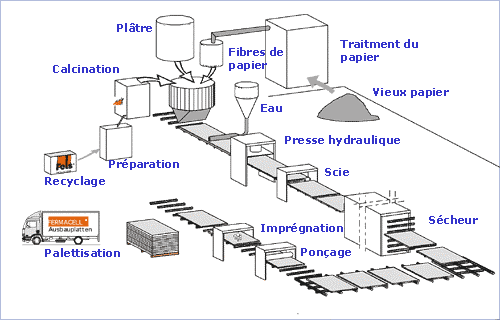 Plâtre
Fibres de
papier
Traitment du
papier
Calcination
Vieux papier
Eau
Presse hydraulique
Préparation
Scie
Fels
Recyclage
Imprégnation
Sécheur
FERMACELL
Ausbauplatten
Ponçage
Palettisation